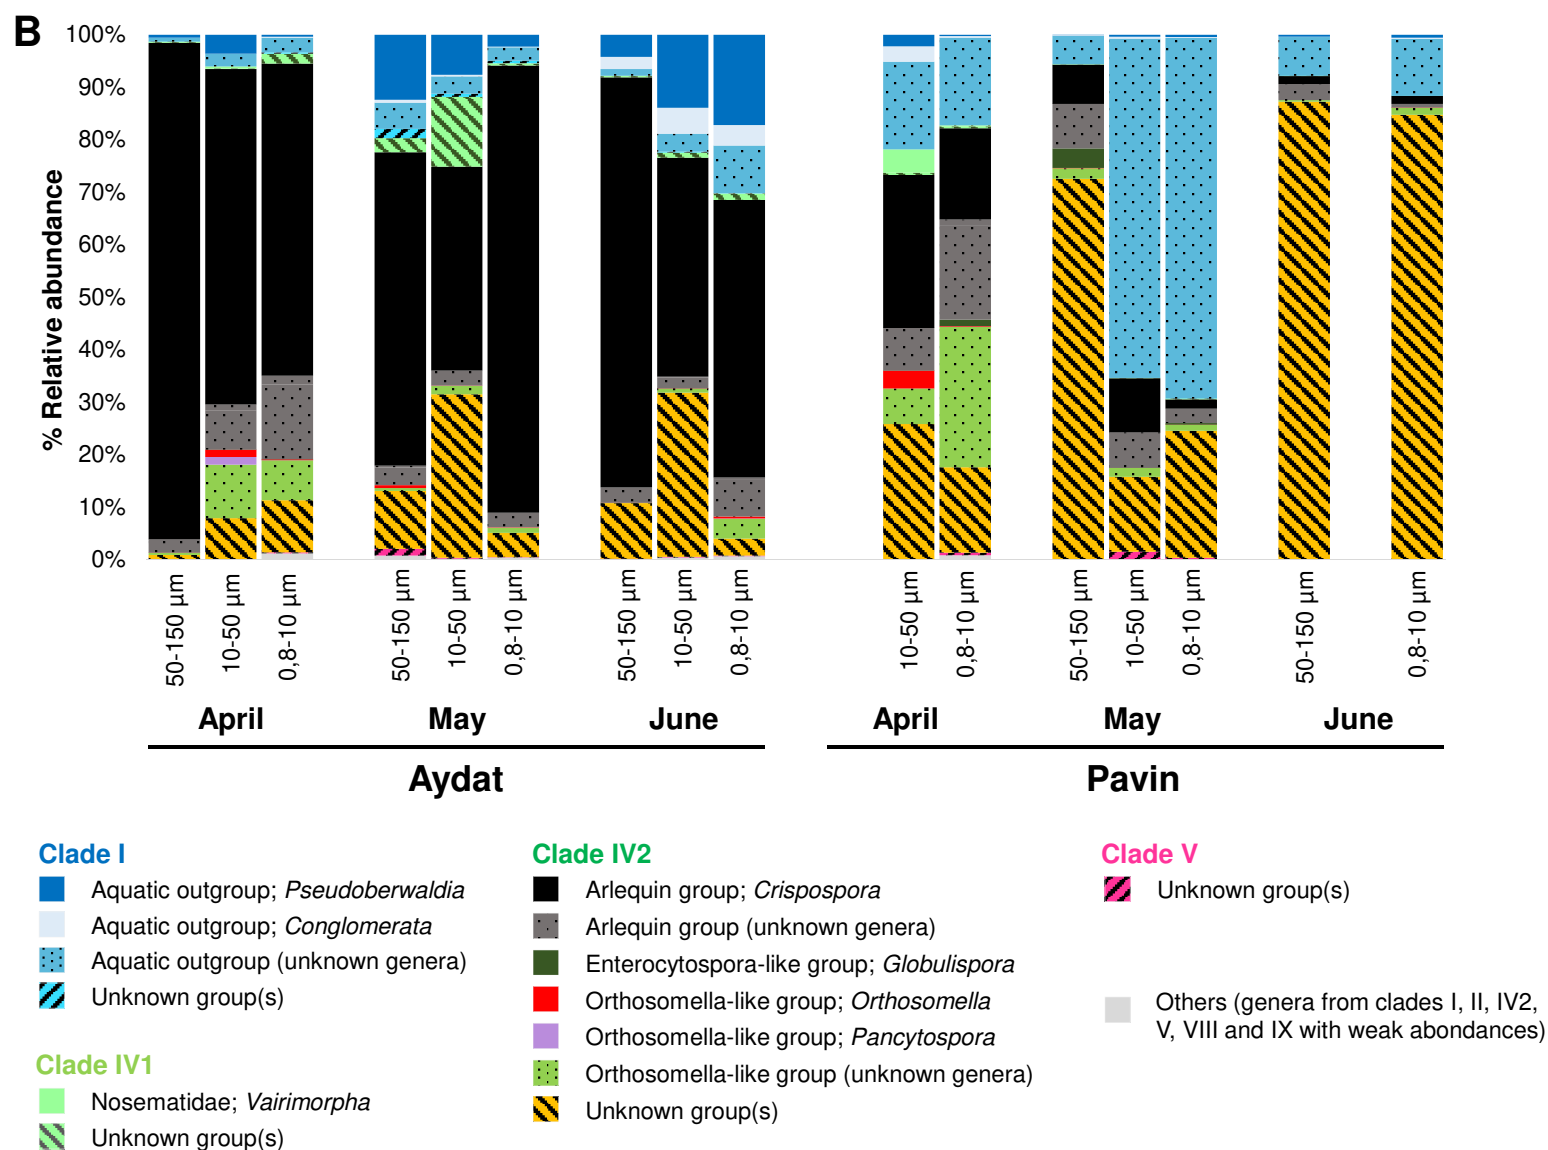 B
% Relative abundance
100%
90%
80%
70%
60%
50%
40%
30%
20%
10%
0%
50-150 µm
10-50 µm
0,8-10 µm
50-150 µm
10-50 µm
0,8-10 µm
50-150 µm
10-50 µm
0,8-10 µm
10-50 µm
0,8-10 µm
50-150 µm
10-50 µm
0,8-10 µm
50-150 µm
0,8-10 µm
April
May
June
April
May
June
Aydat
Pavin
Clade I
Aquatic outgroup; Pseudoberwaldia
Aquatic outgroup; Conglomerata
Aquatic outgroup (unknown genera)
Unknown group(s)
Clade IV1
Nosematidae; Vairimorpha
Unknown group(s)
Clade IV2
Arlequin group; Crispospora
Arlequin group (unknown genera)
Enterocytospora-like group; Globulispora
Orthosomella-like group; Orthosomella
Orthosomella-like group; Pancytospora
Orthosomella-like group (unknown genera)
Unknown group(s)
Clade V
Unknown group(s)
Others (genera from clades I, II, IV2,
V, VIII and IX with weak abondances)